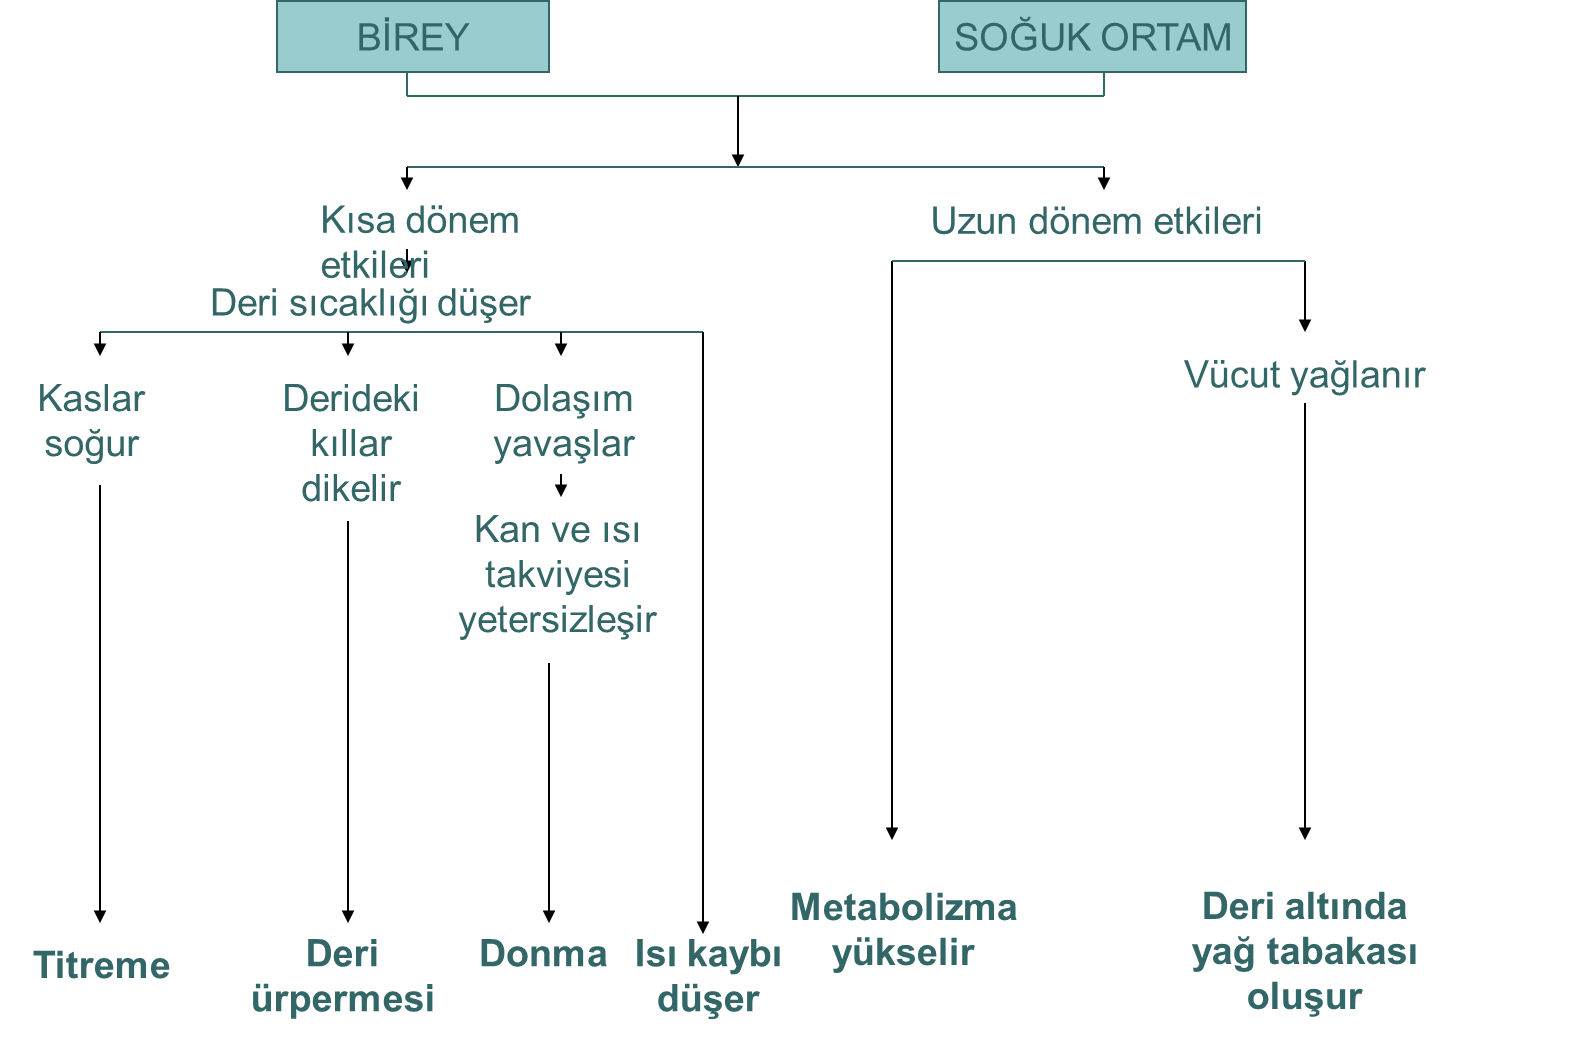 BİREY
SOĞUK ORTAM
Kısa dönem
etkileri
Uzun dönem etkileri
Deri sıcaklığı düşer
Kaslar
soğur
Derideki
kıllar
dikelir
Dolaşım
yavaşlar
Kan ve ısı
takviyesi
yetersizleşir
Vücut yağlanır
Titreme
Deri
ürpermesi
Donma
Isı kaybı
düşer
Metabolizma
yükselir
Deri altında
yağ tabakası
oluşur